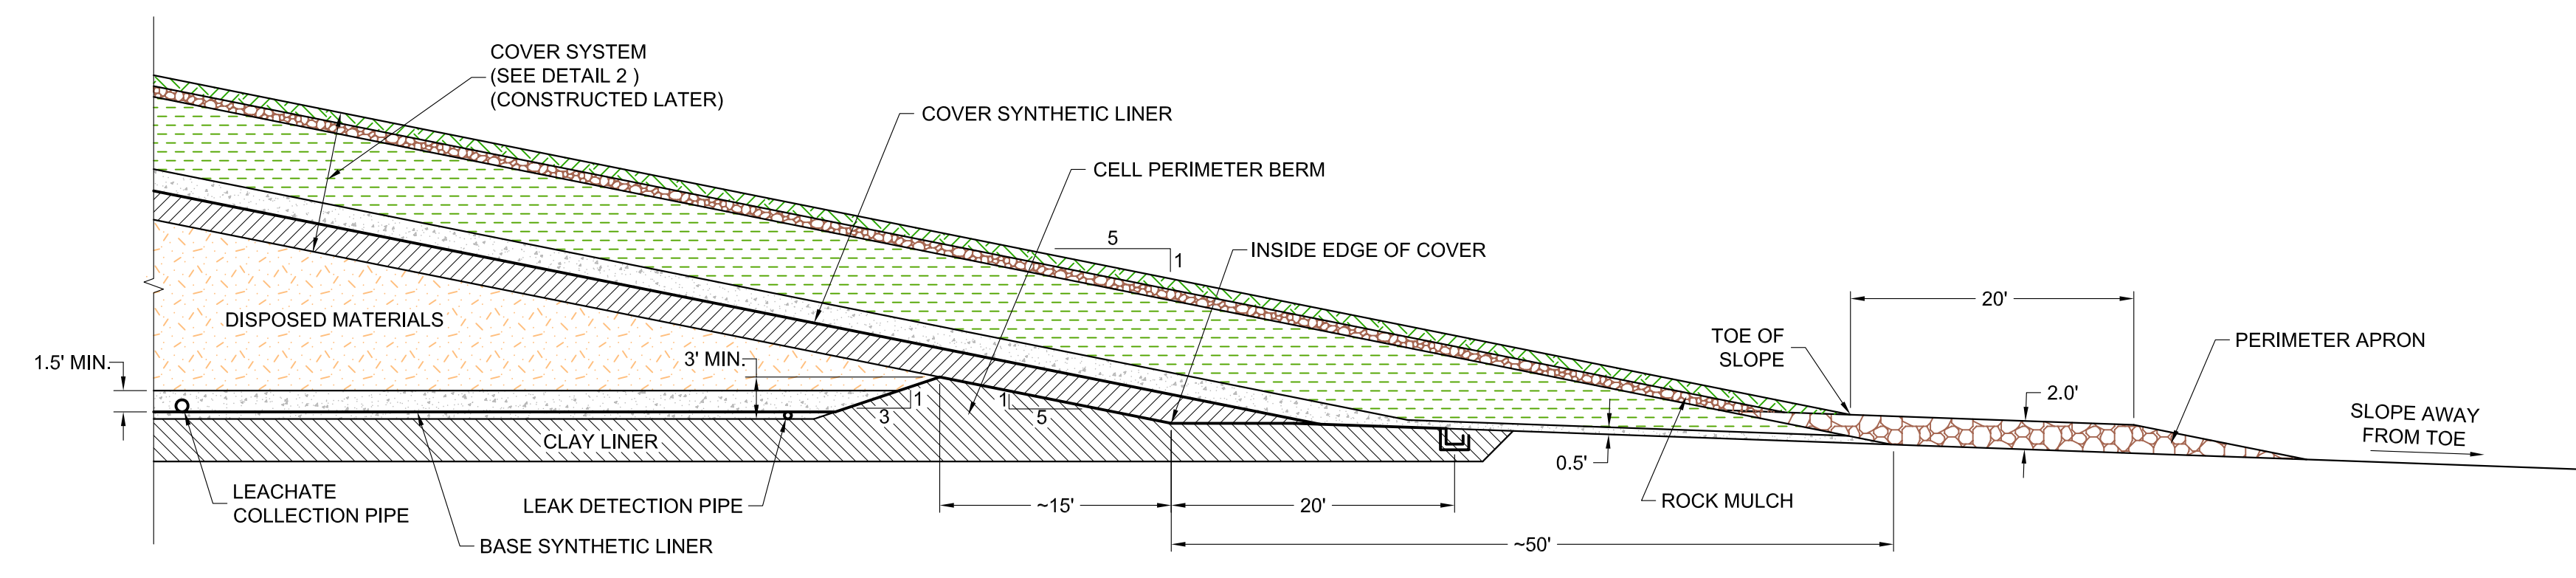 COVER SYSTEM
(SEE DETAIL 2 )
(CONSTRUCTED LATER)
COVER SYNTHETIC LINER
CELL PERIMETER BERM
5
1
INSIDE EDGE OF COVER
20'
DISPOSED MATERIALS
TOE OF
SLOPE
PERIMETER APRON
1.5' MIN.
3' MIN.
2.0'
1
3
1
5
SLOPE AWAY
FROM TOE
CLAY LINER
0.5'
LEACHATE
COLLECTION PIPE
LEAK DETECTION PIPE
~15'
20'
ROCK MULCH
BASE SYNTHETIC LINER
~50'